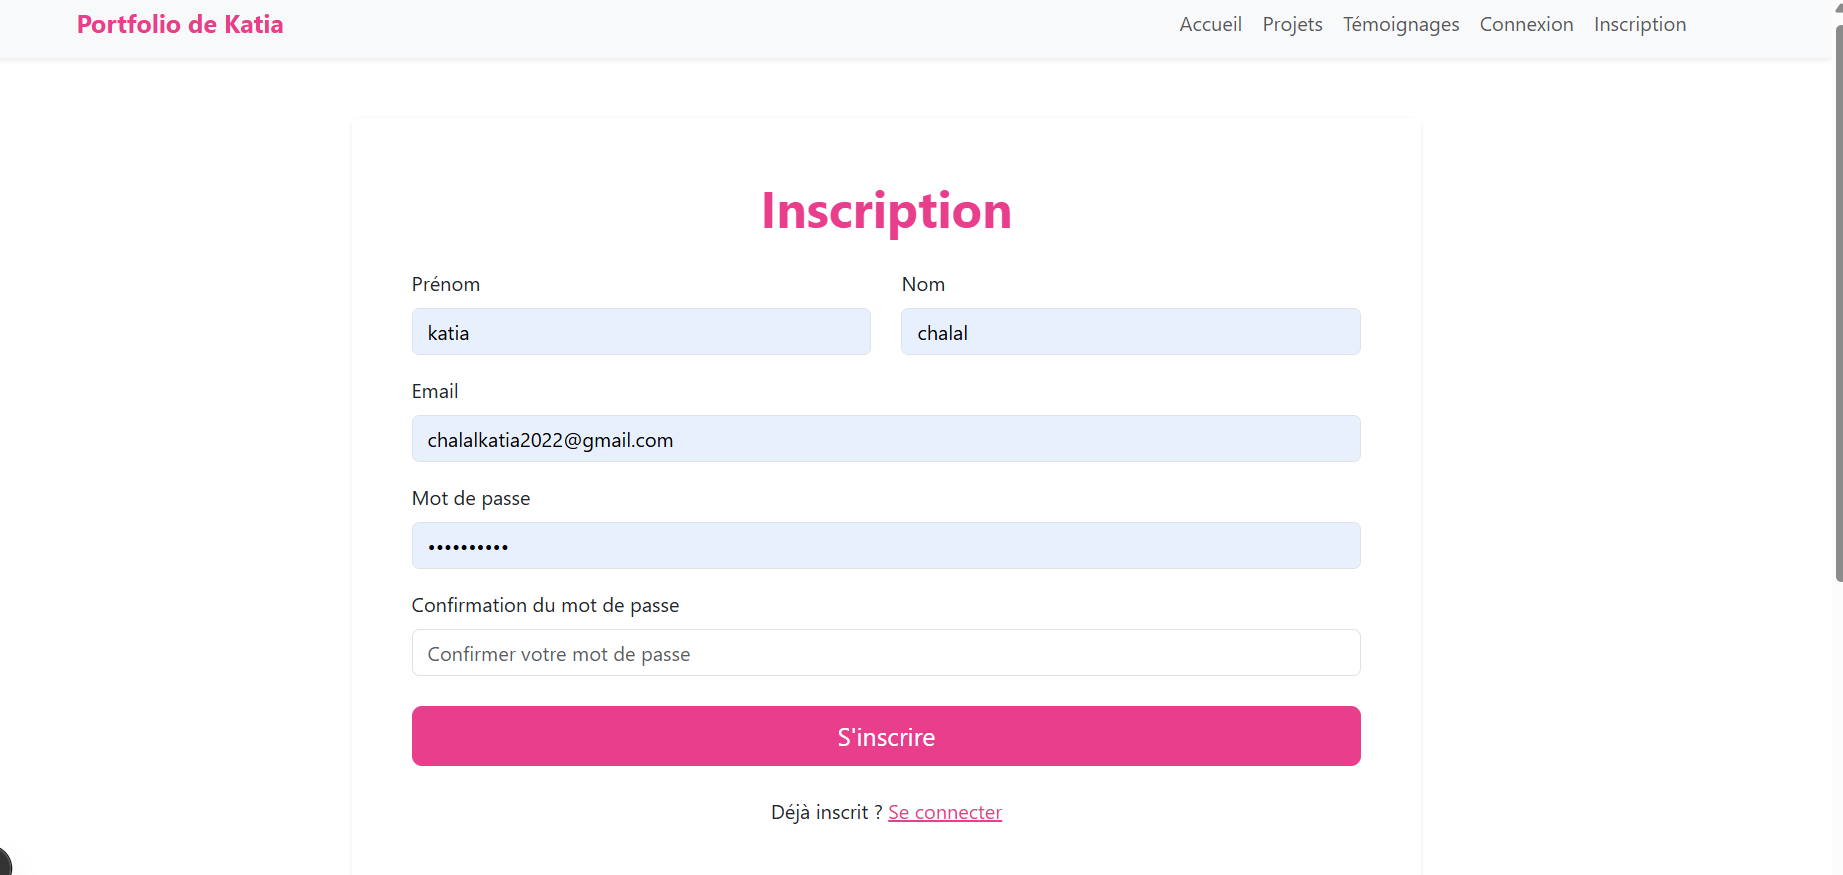 Portfolio de Katia
Accueil Projets Témoignages Connexion Inscription
Inscription
Prénom Nom
katia chalal
Email
chalalkatia2022@gmail.com
Mot de passe
••••••••••
Confirmation du mot de passe
Confirmer votre mot de passe
S'inscrire
Déjà inscrit ? Se connecter